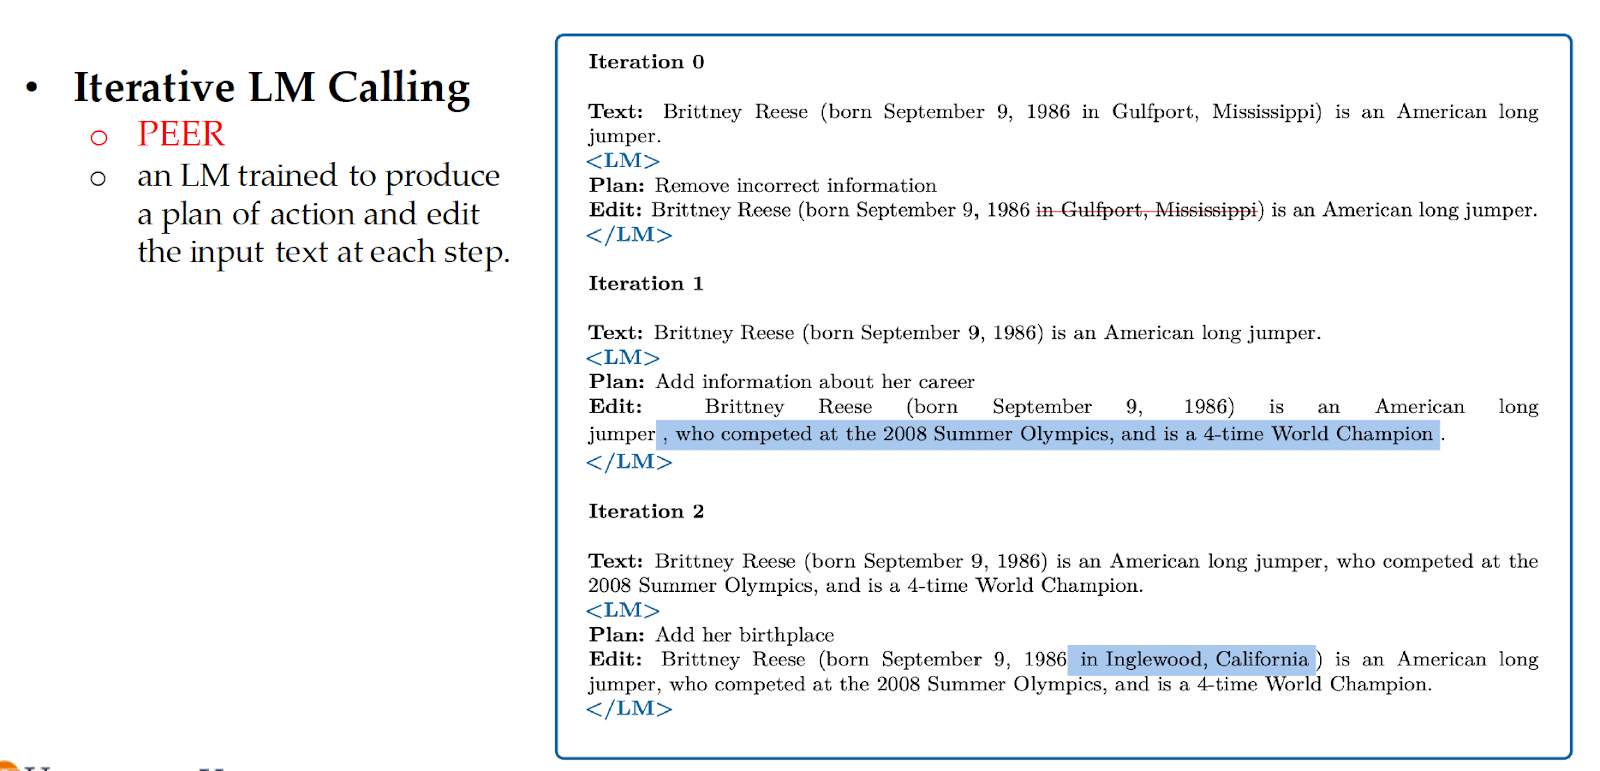 • Iterative LM Calling
o PEER
o an LM trained to produce
a plan of action and edit
the input text at each step.
Iteration 0
Text: Brittney Reese (born September 9, 1986 in Gulfport, Mississippi) is an American long
jumper.
<LM>
Plan: Remove incorrect information
Edit: Brittney Reese (born September 9, 1986 in Gulfport, Mississippi) is an American long jumper.
</LM>
Iteration 1
Text: Brittney Reese (born September 9, 1986) is an American long jumper.
<LM>
Plan: Add information about her career
Edit: Brittney Reese (born September 9, 1986) is an American long
jumper , who competed at the 2008 Summer Olympics, and is a 4-time World Champion .
</LM>
Iteration 2
Text: Brittney Reese (born September 9, 1986) is an American long jumper, who competed at the
2008 Summer Olympics, and is a 4-time World Champion.
<LM>
Plan: Add her birthplace
Edit: Brittney Reese (born September 9, 1986 in Inglewood, California ) is an American long
jumper, who competed at the 2008 Summer Olympics, and is a 4-time World Champion.
</LM>